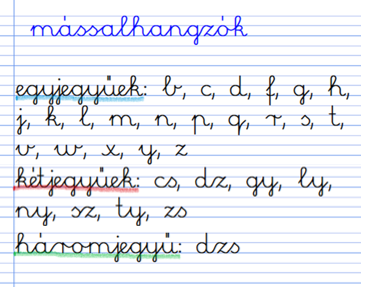 mássalhangzók
egyjegyűek: b, c, d, f, g, h,
j, k, l, m, n, p, q, r, s, t,
v, w, x, y, z
kétjegyűek: cs, dz, gy, ly,
ny, sz, ty, zs
háromjegyű: dzs